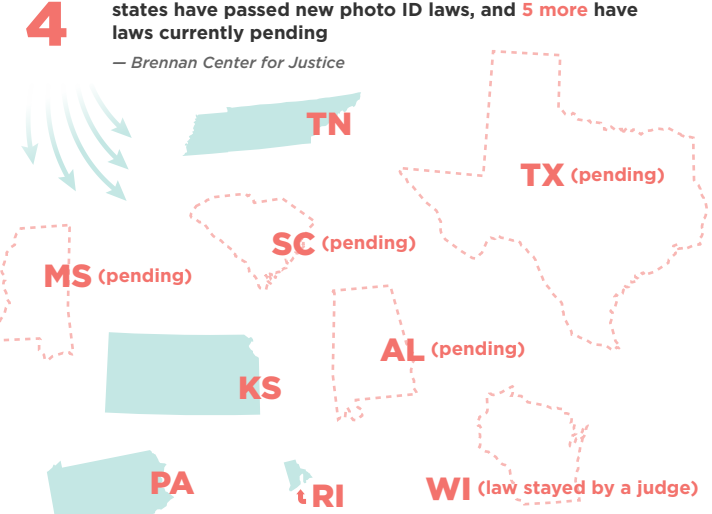 4
states have passed new photo ID laws, and 5 more have
laws currently pending
— Brennan Center for Justice
TN
TX (pending)
SC (pending)
MS (pending)
AL (pending)
KS
PA
RI
WI (law stayed by a judge)